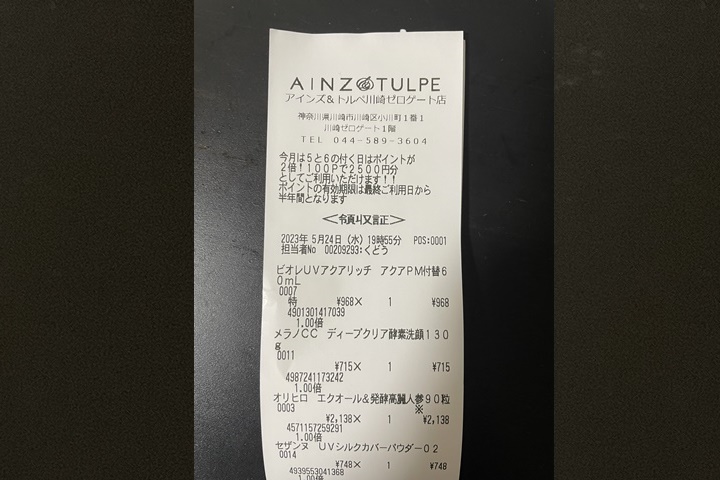 AINZ&TULPE
アインズ&トルペ川崎ゼロゲート店
神奈川県川崎市川崎区小川町1番1
川崎ゼロゲート1階
TEL 044-589-3604
今月は5と6の付く日はポイントが
2倍!100Pで2500円分
としてご利用いただけます!!
ポイントの有効期限は最終ご利用日から
半年間となります
<領収証>
2023年 5月24日 (水) 19時55分 POS:0001
担当者No 00209293:くどう
ビオレUVアクアリッチ アクアPM付替6
0mL
0007
特 ¥968× 1 ¥968
4901301417039
1.00倍
メラノCC ディープクリア酵素洗顔130
g
0011
¥715× 1 ¥715
4987241173242
1.00倍
オリヒロ エクオール&発酵高麗人参90粒
0003 ※
¥2,138× 1 ¥2,138
4571157259291
1.00倍
セザンヌ UVシルクカバーパウダー02
0014
¥748× 1 ¥748
4939553041368
1.00倍